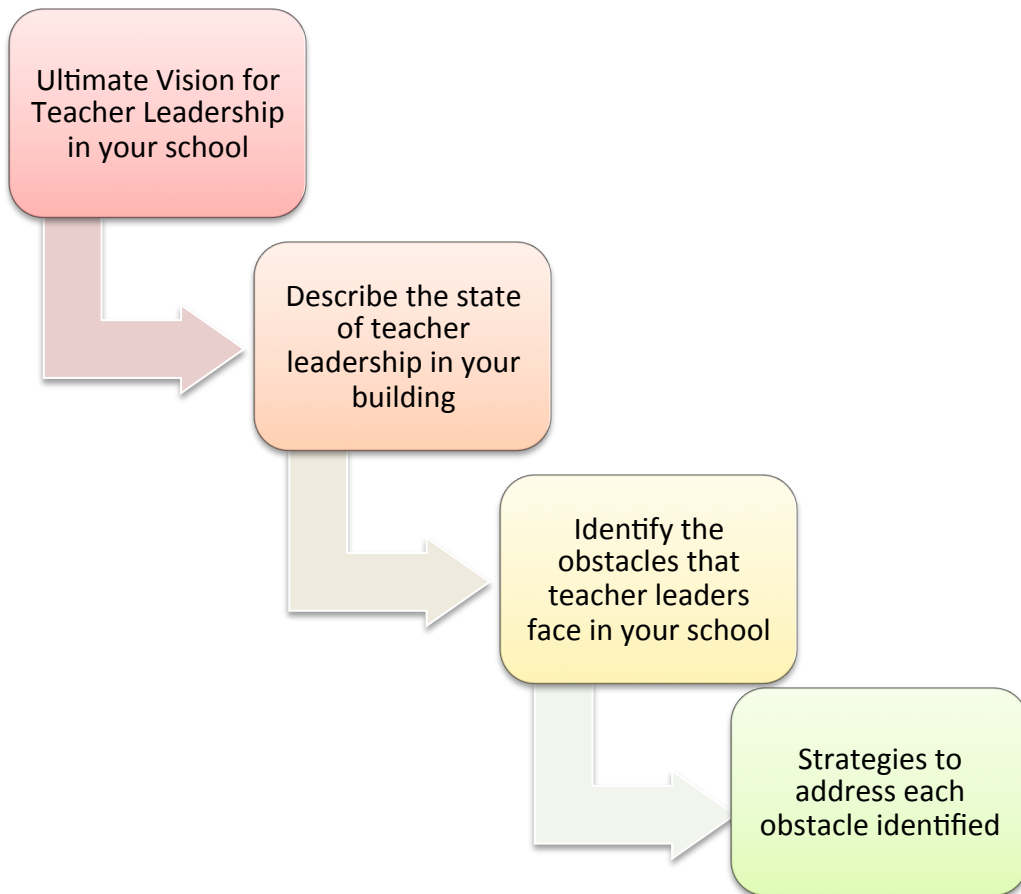 Ultimate Vision for
Teacher Leadership
in your school
Describe the state
of teacher
leadership in your
building
Identify the
obstacles that
teacher leaders
face in your school
Strategies to
address each
obstacle identified